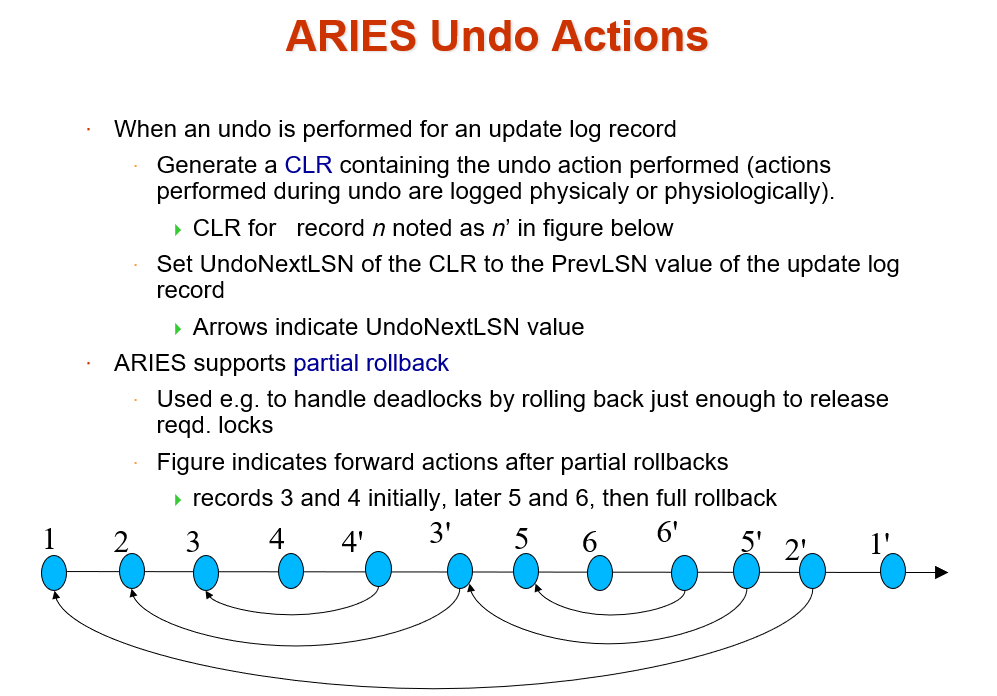 ARIES Undo Actions
When an undo is performed for an update log record
Generate a CLR containing the undo action performed (actions
performed during undo are logged physicaly or physiologically).
CLR for record n noted as n’ in figure below
Set UndoNextLSN of the CLR to the PrevLSN value of the update log
record
Arrows indicate UndoNextLSN value
ARIES supports partial rollback
Used e.g. to handle deadlocks by rolling back just enough to release
reqd. locks
Figure indicates forward actions after partial rollbacks
records 3 and 4 initially, later 5 and 6, then full rollback
1 2 3 4 4' 3' 5 6 6' 5' 2' 1'